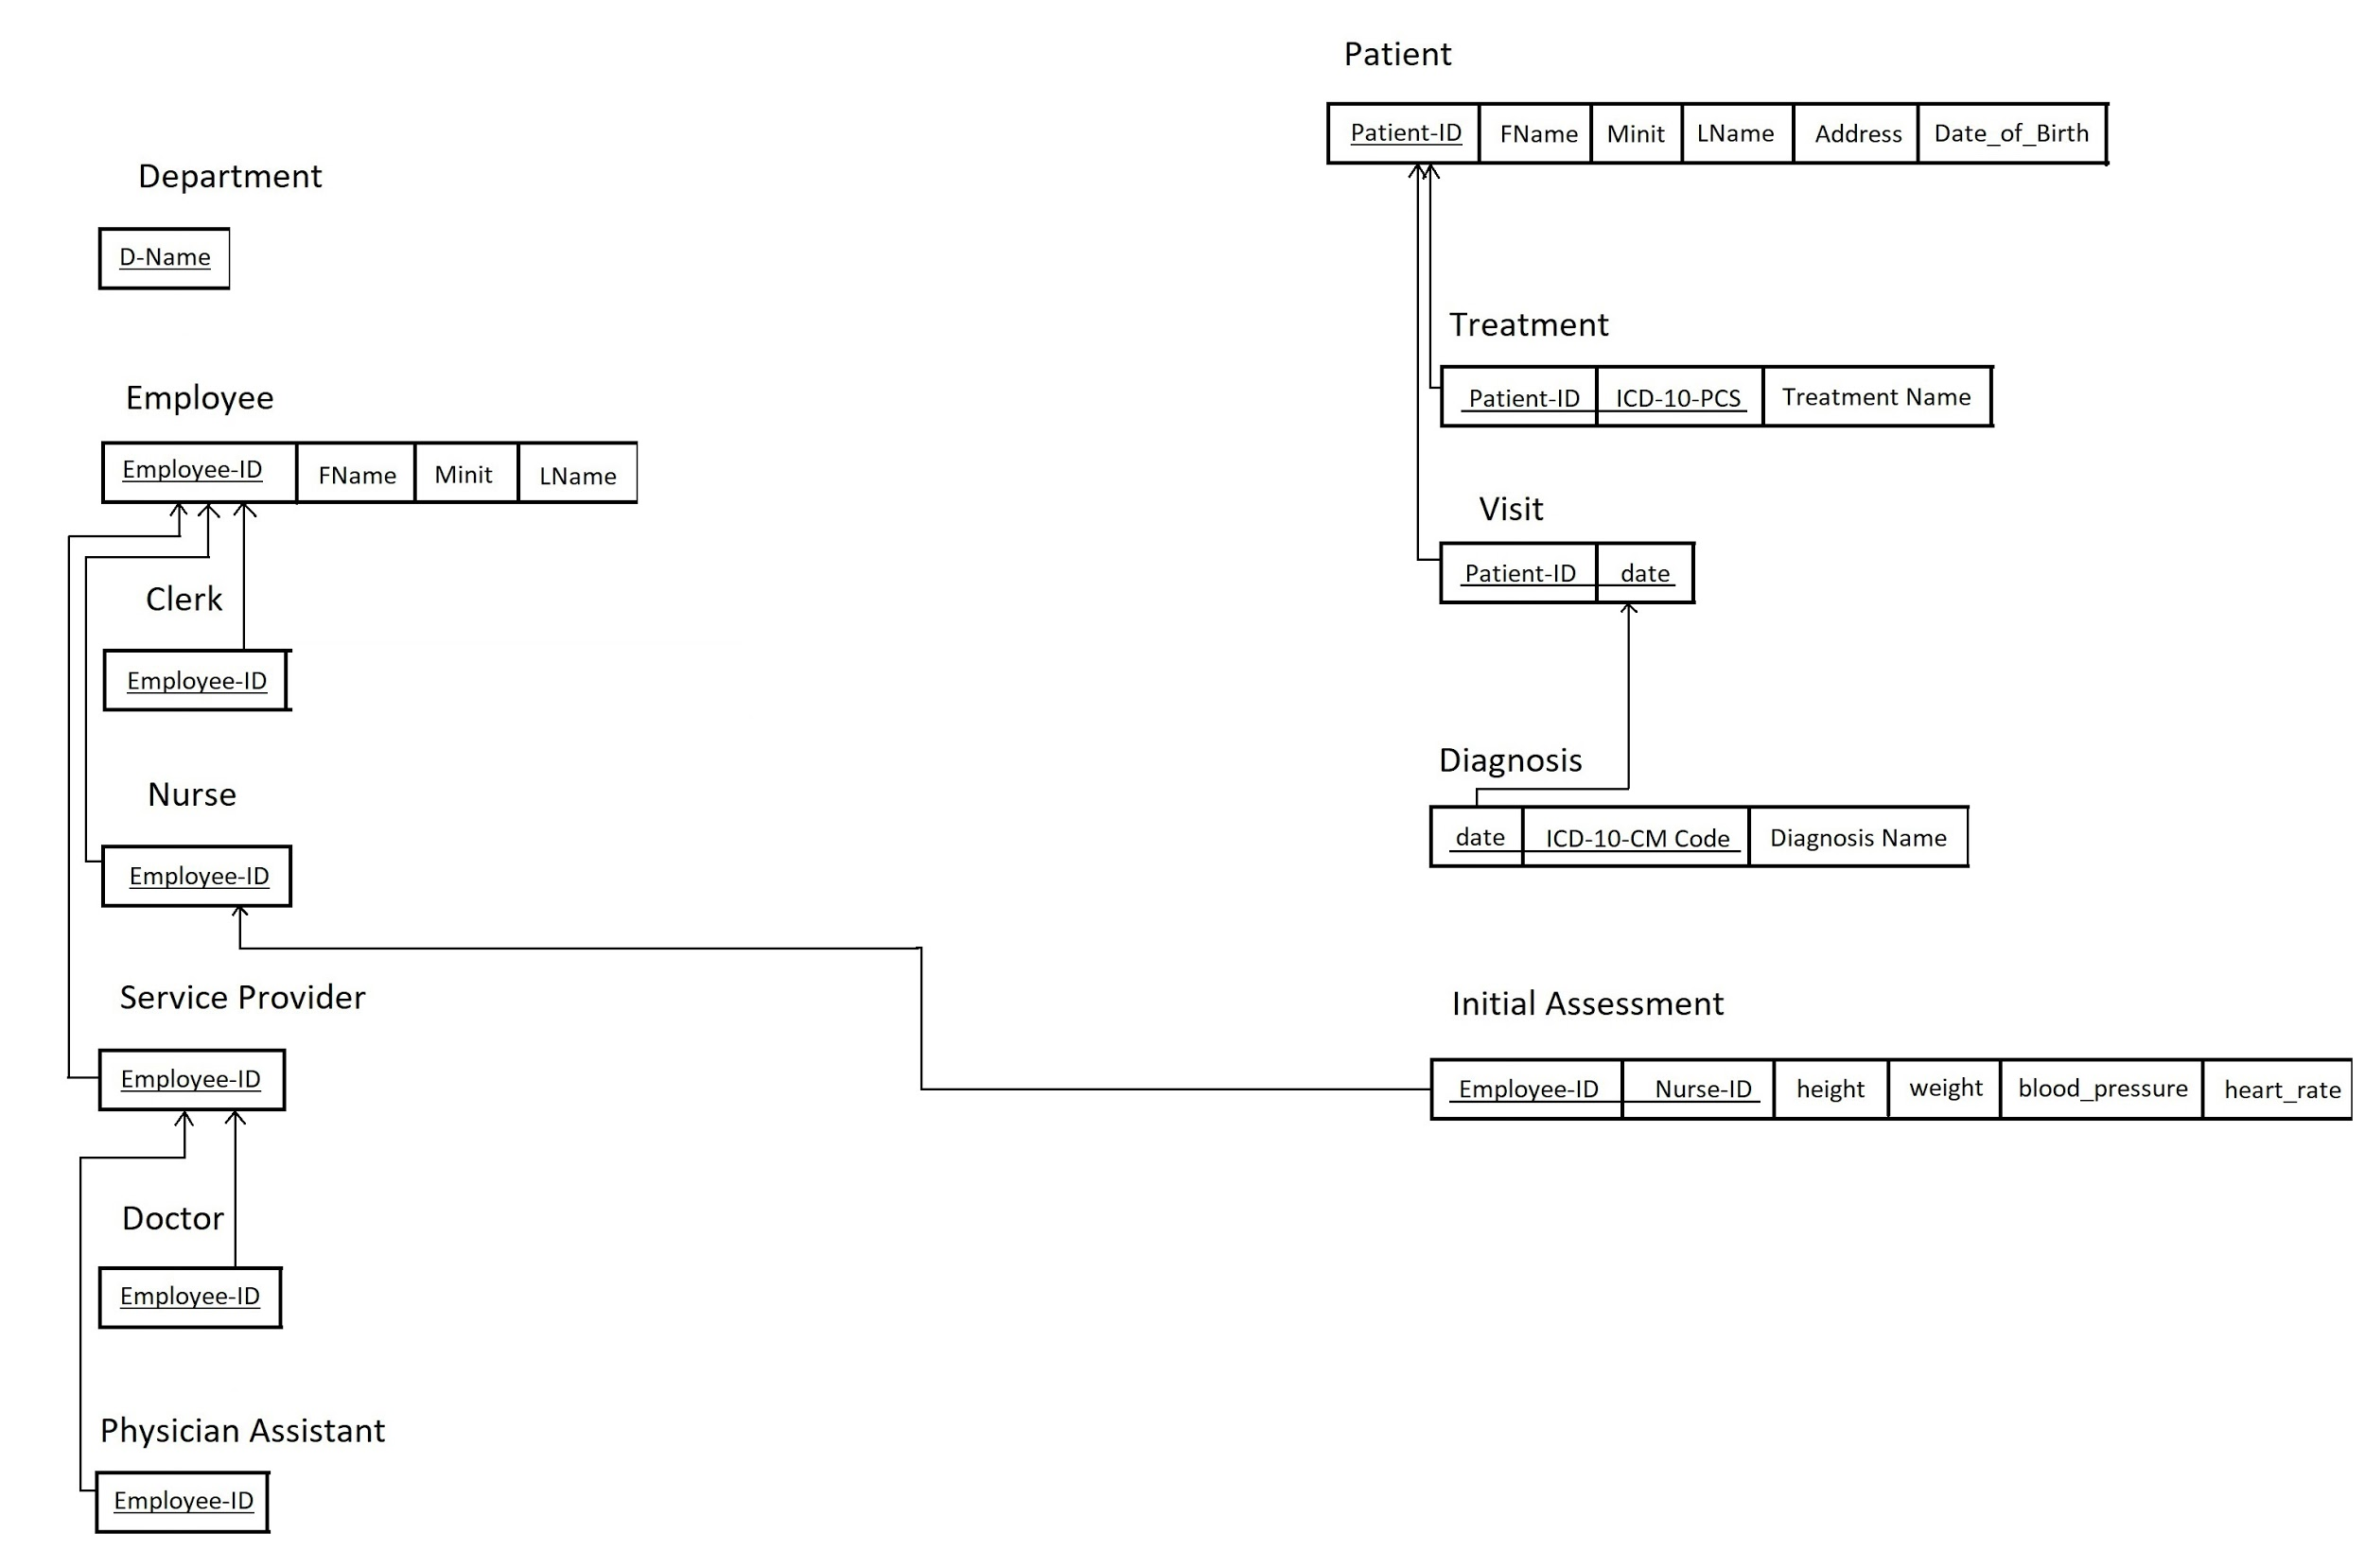 Department
D-Name
Employee
Employee-ID FName Minit LName
Clerk
Employee-ID
Nurse
Employee-ID
Service Provider
Employee-ID
Doctor
Employee-ID
Physician Assistant
Employee-ID
Patient
Patient-ID FName Minit LName Address Date_of_Birth
Treatment
Patient-ID ICD-10-PCS Treatment Name
Visit
Patient-ID date
Diagnosis
date ICD-10-CM Code Diagnosis Name
Initial Assessment
Employee-ID Nurse-ID height weight blood_pressure heart_rate